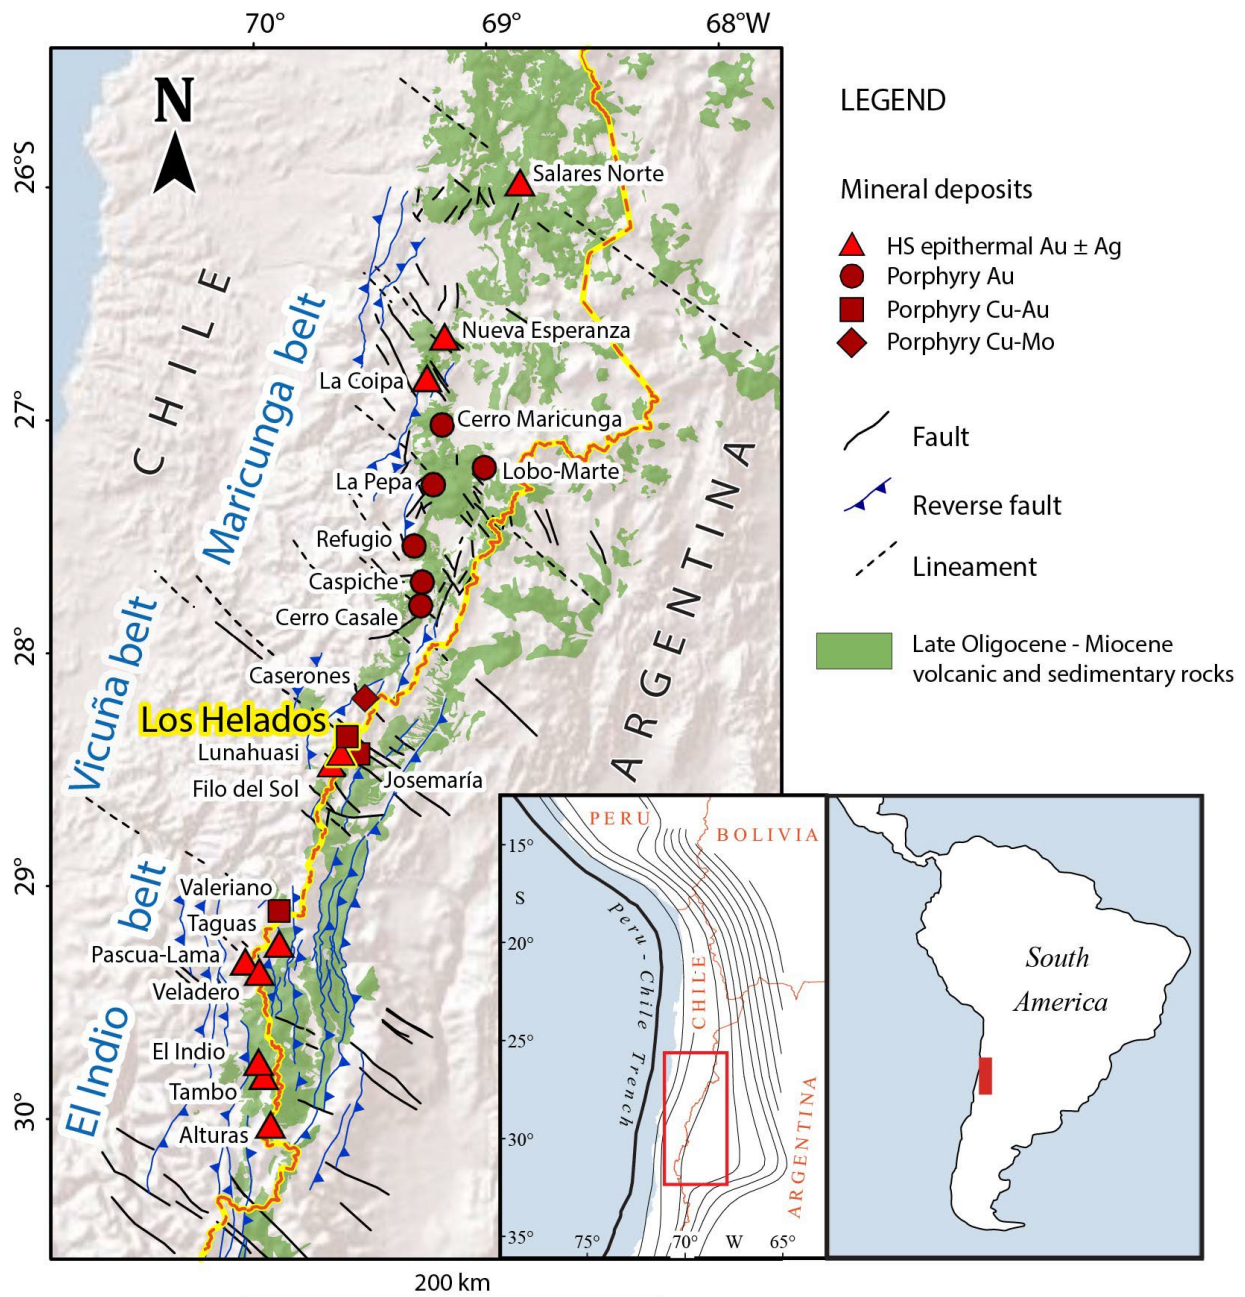 70°
69°
68°W
N
26°S
27°
28°
29°
30°
CHILE
ARGENTINA
Maricunga belt
Vicuña belt
El Indio belt
Salares Norte
Nueva Esperanza
La Coipa
Cerro Maricunga
Lobo-Marte
La Pepa
Refugio
Caspiche
Cerro Casale
Caserones
Los Helados
Lunahuasi
Josemaría
Filo del Sol
Valeriano
Taguas
Pascua-Lama
Veladero
El Indio
Tambo
Alturas
200 km
LEGEND
Mineral deposits
HS epithermal Au ± Ag
Porphyry Au
Porphyry Cu-Au
Porphyry Cu-Mo
Fault
Reverse fault
Lineament
Late Oligocene - Miocene
volcanic and sedimentary rocks
PERU
BOLIVIA
15°
S
20°
25°
30°
35°
Peru - Chile Trench
CHILE
ARGENTINA
75°
70°
W
65°
South
America